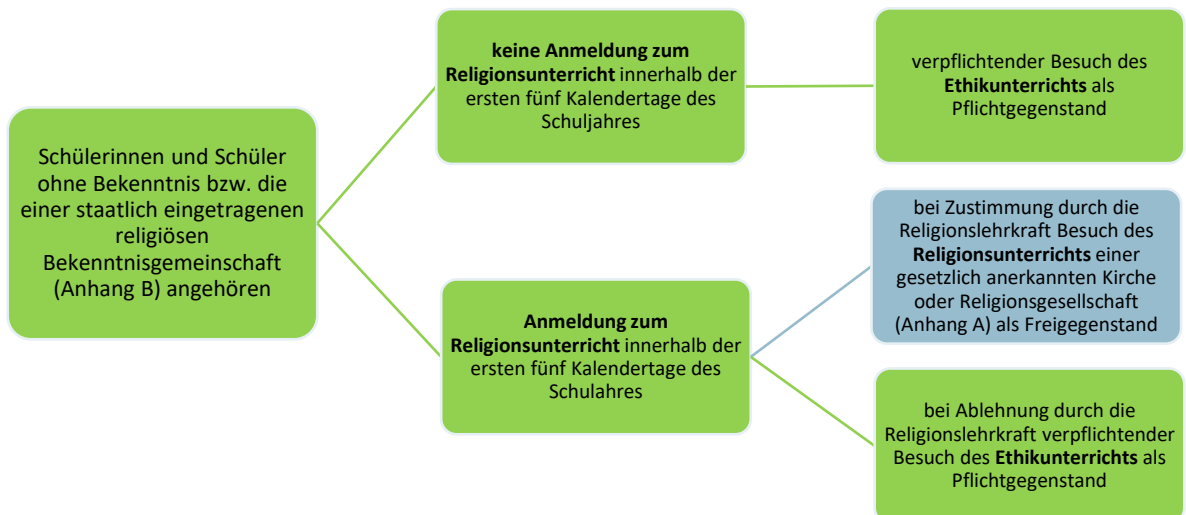 Schülerinnen und Schüler
ohne Bekenntnis bzw. die
einer staatlich eingetragenen
religiösen
Bekenntnisgemeinschaft
(Anhang B) angehören
keine Anmeldung zum
Religionsunterricht innerhalb der
ersten fünf Kalendertage des
Schuljahres
verpflichtender Besuch des
Ethikunterrichts als
Pflichtgegenstand
Anmeldung zum
Religionsunterricht innerhalb der
ersten fünf Kalendertage des
Schulahres
bei Zustimmung durch die
Religionslehrkraft Besuch des
Religionsunterrichts einer
gesetzlich anerkannten Kirche
oder Religionsgesellschaft
(Anhang A) als Freigegenstand
bei Ablehnung durch die
Religionslehrkraft verpflichtender
Besuch des Ethikunterrichts als
Pflichtgegenstand